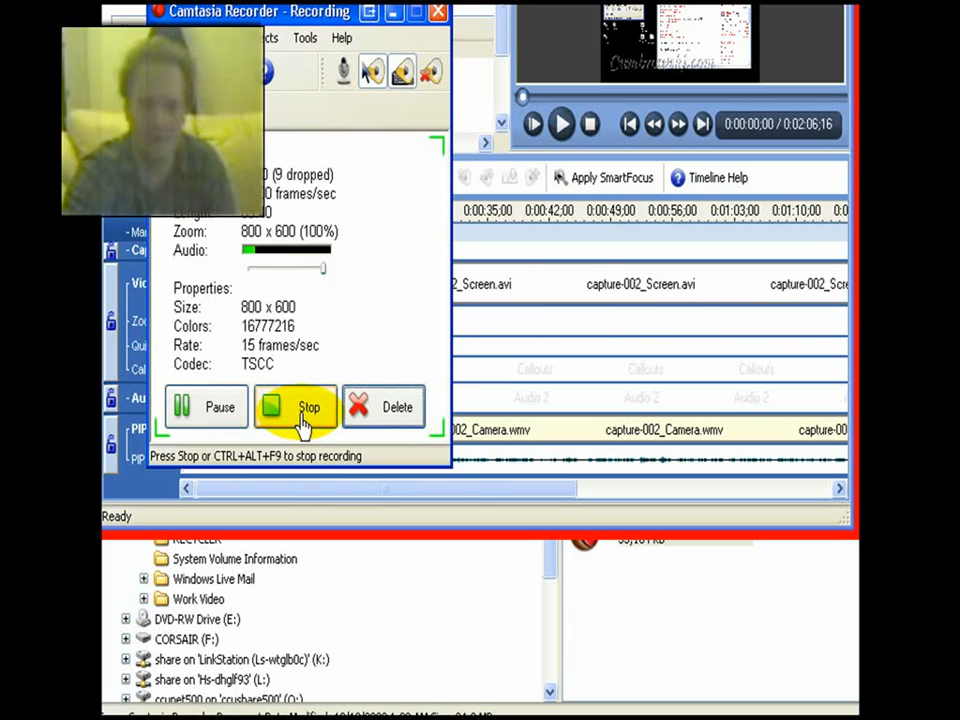 Camtasia Recorder - Recording
Tools Help
0 (9 dropped)
0 frames/sec
Zoom: 800 x 600 (100%)
Audio:
Properties:
Size: 800 x 600
Colors: 16777216
Rate: 15 frames/sec
Codec: TSCC
Pause Stop Delete
Press Stop or CTRL+ALT+F9 to stop recording
0:00:00;00 / 0:02:06;16
Apply SmartFocus Timeline Help
0:00:35;00 0:00:42;00 0:00:49;00 0:00:56;00 0:01:03;00 0:01:10;00
2_Screen.avi capture-002_Screen.avi capture-002_Sc
Callouts Callouts Callouts
Audio 2 Audio 2 Audio 2
002_Camera.wmv capture-002_Camera.wmv capture-00
Ready
RECYCLER
System Volume Information
Windows Live Mail
Work Video
DVD-RW Drive (E:)
CORSAIR (F:)
share on 'LinkStation (Ls-wtglb0c) (K:)
share on 'Hs-dhglf93' (L:)